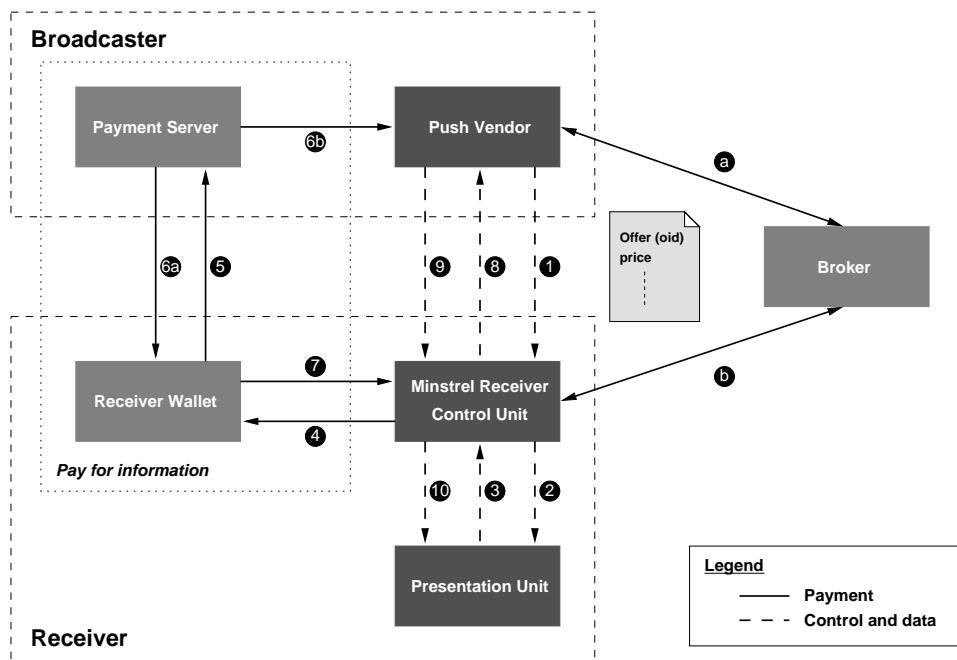 Broadcaster
Payment Server
Push Vendor
6b
a
Offer (oid)
price
Broker
6a
5
9
8
1
7
b
Receiver Wallet
Minstrel Receiver
Control Unit
4
Pay for information
10
3
2
Presentation Unit
Legend
Payment
Control and data
Receiver